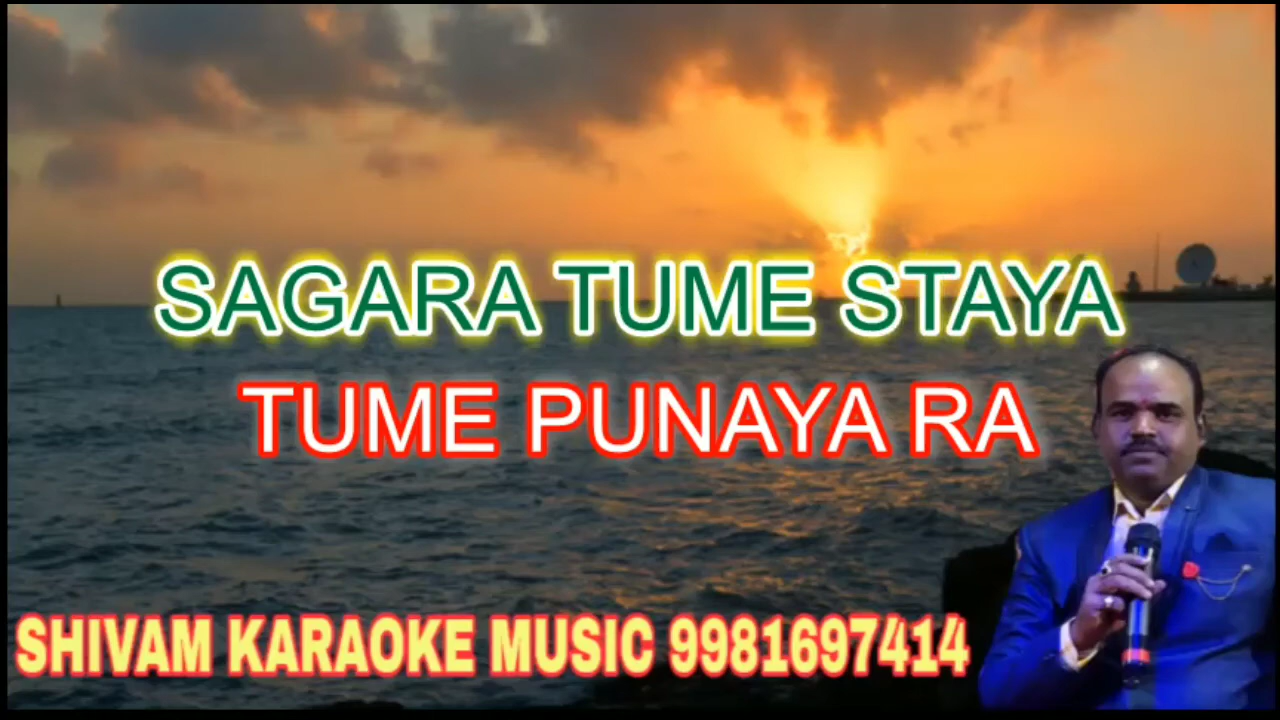 SAGARA TUME STAYA
TUME PUNAYA RA
SHIVAM KARAOKE MUSIC 9981697414